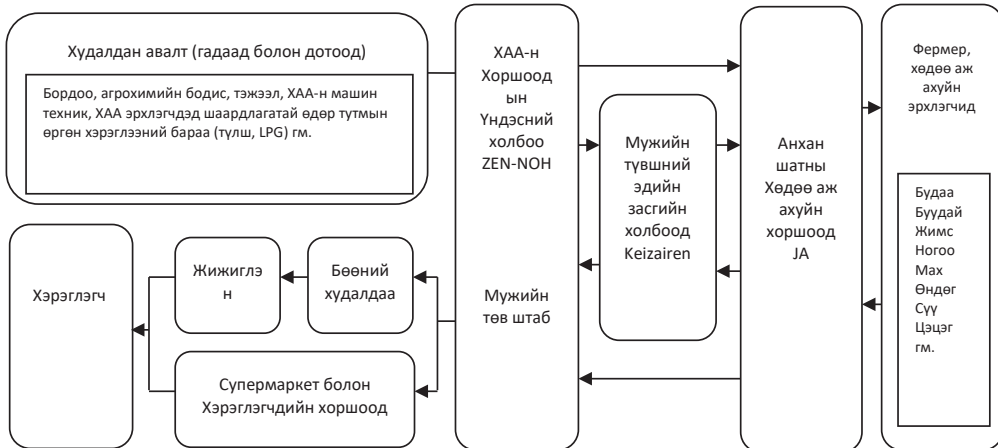 Худалдан авалт (гадаад болон дотоод)
Бордоо, агрохимийн бодис, тэжээл, ХАА-н машин
техник, ХАА эрхлэгчдэд шаардлагатай өдөр тутмын
өргөн хэрэглээний бараа (түлш, LPG) гм.
ХАА-н
Хоршоод
ын
Үндэсний
холбоо
ZEN-NOH
Мужийн
төв штаб
Мужийн
түвшний
эдийн
засгийн
холбоод
Keizairen
Анхан
шатны
Хөдөө аж
ахуйн
хоршоод
JA
Фермер,
хөдөө аж
ахуйн
эрхлэгчид
Будаа
Буудай
Жимс
Ногоо
Мах
Өндөг
Сүү
Цэцэг
гм.
Хэрэглэгч
Жижиглэ
н
Бөөний
худалдаа
Супермаркет болон
Хэрэглэгчдийн хоршоод